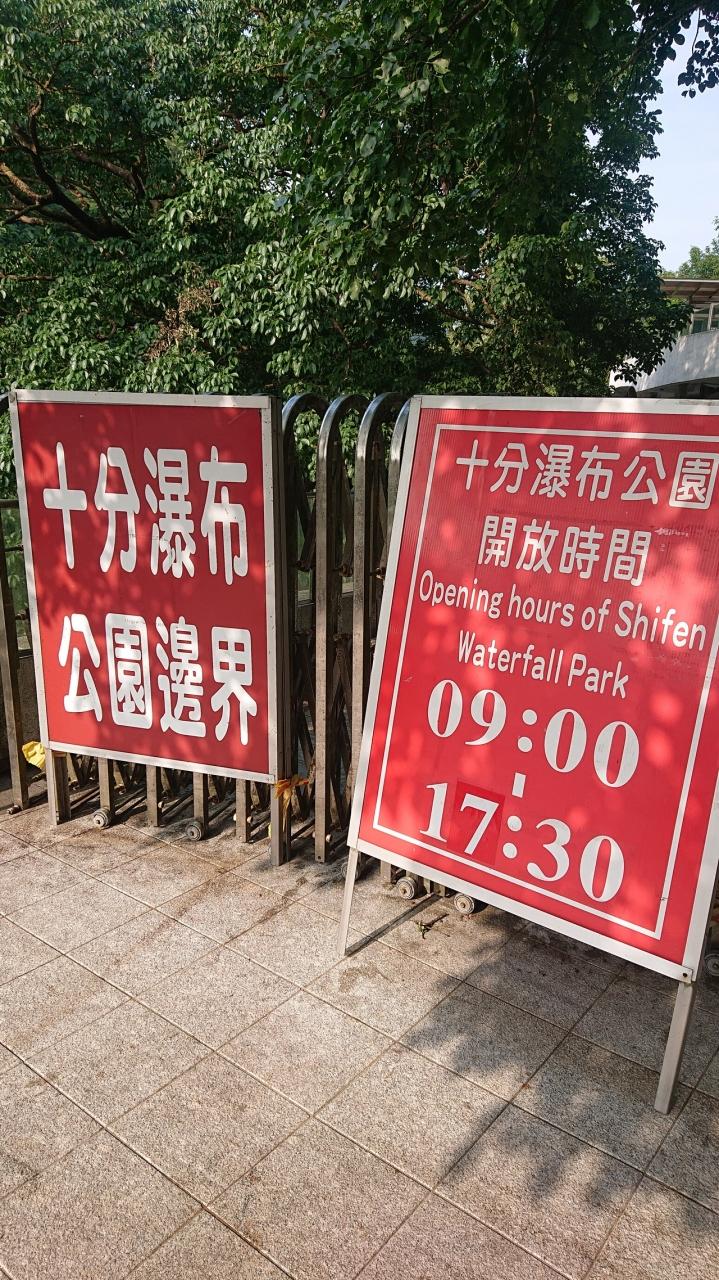 十分瀑布
公園邊界
十分瀑布公園
開放時間
Opening hours of Shifen
Waterfall Park
09:00
-
17:30